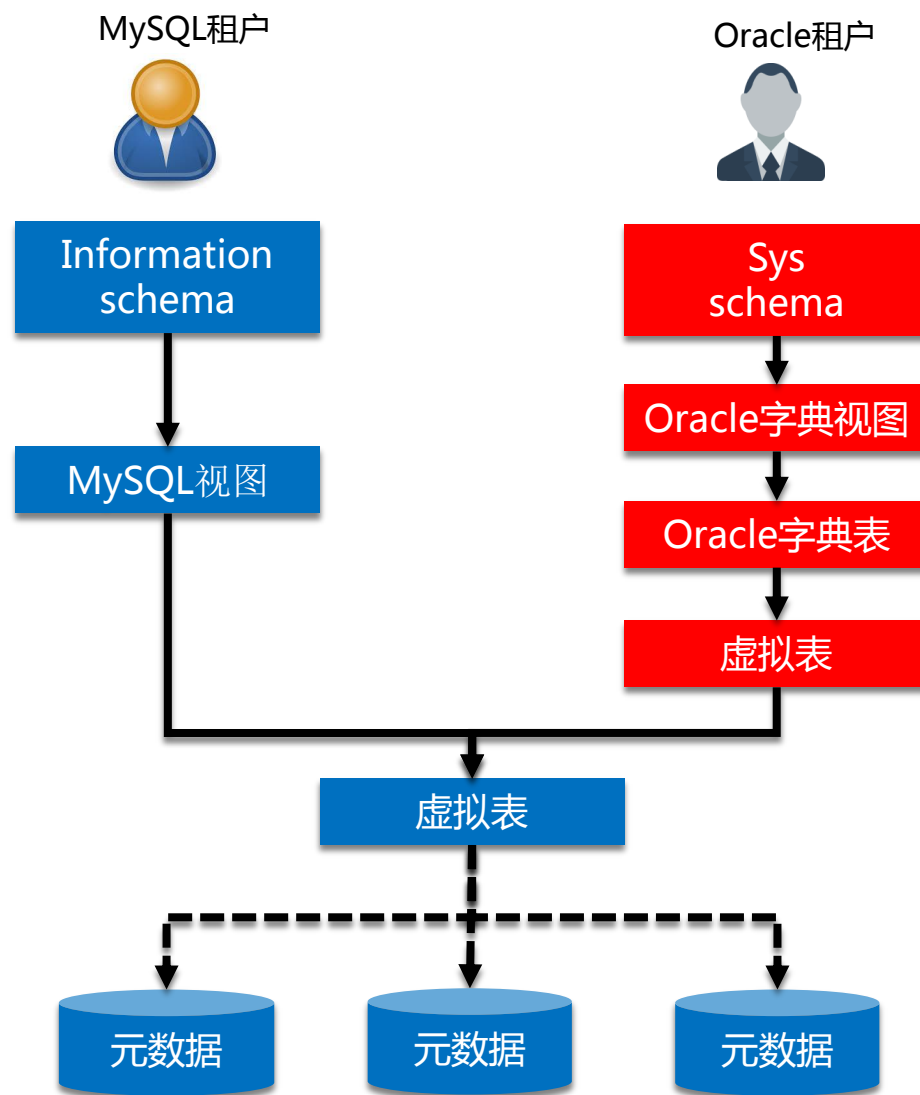 MySQL租户
Oracle租户
Information
schema
Sys
schema
Oracle字典视图
MySQL视图
Oracle字典表
虚拟表
虚拟表
元数据
元数据
元数据